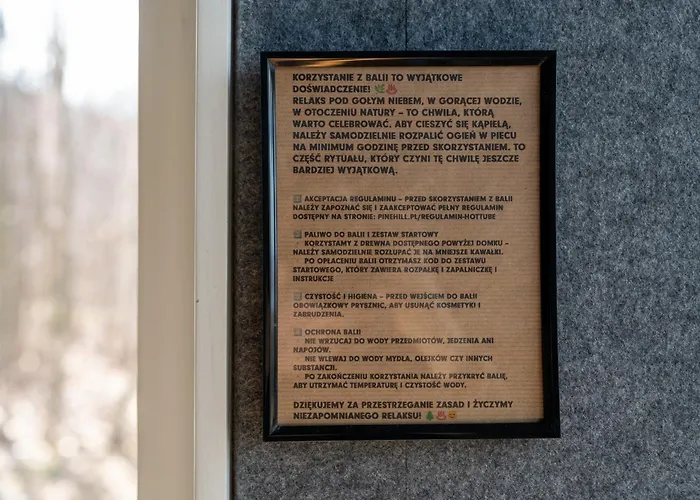 KORZYSTANIE Z BALII TO WYJĄTKOWE
DOŚWIADCZENIE! 🌿♨️
RELAKS POD GOŁYM NIEBEM, W GORĄCEJ WODZIE,
W OTOCZENIU NATURY – TO CHWILA, KTÓRĄ
WARTO CELEBROWAĆ. ABY CIESZYĆ SIĘ KĄPIELĄ,
NALEŻY SAMODZIELNIE ROZPALIĆ OGIEŃ W PIECU
NA MINIMUM GODZINĘ PRZED SKORZYSTANIEM. TO
CZĘŚĆ RYTUAŁU, KTÓRY CZYNI TĘ CHWILĘ JESZCZE
BARDZIEJ WYJĄTKOWĄ.
1️⃣ AKCEPTACJA REGULAMINU – PRZED SKORZYSTANIEM Z BALII
NALEŻY ZAPOZNAĆ SIĘ I ZAAKCEPTOWAĆ PEŁNY REGULAMIN
DOSTĘPNY NA STRONIE: PINEHILL.PL/REGULAMIN-HOTTUBE
2️⃣ PALIWO DO BALII I ZESTAW STARTOWY
KORZYSTAMY Z DREWNA DOSTĘPNEGO POWYŻEJ DOMKU –
NALEŻY SAMODZIELNIE ROZŁUPAĆ JE NA MNIEJSZE KAWAŁKI.
PO OPŁACENIU BALII OTRZYMASZ KOD DO ZESTAWU
STARTOWEGO, KTÓRY ZAWIERA ROZPAŁKĘ I ZAPALNICZKĘ I
INSTRUKCJE
3️⃣ CZYSTOŚĆ I HIGIENA – PRZED WEJŚCIEM DO BALII
OBOWIĄZKOWY PRYSZNIC, ABY USUNĄĆ KOSMETYKI I
ZABRUDZENIA.
4️⃣ OCHRONA BALII
NIE WRZUCAJ DO WODY PRZEDMIOTÓW, JEDZENIA ANI
NAPOJÓW.
NIE WLEWAJ DO WODY MYDŁA, OLEJKÓW CZY INNYCH
SUBSTANCJI.
PO ZAKOŃCZENIU KORZYSTANIA NALEŻY PRZYKRYĆ BALIĘ,
ABY UTRZYMAĆ TEMPERATURĘ I CZYSTOŚĆ WODY.
DZIĘKUJEMY ZA PRZESTRZEGANIE ZASAD I ŻYCZYMY
NIEZAPOMNIANEGO RELAKSU! 🌲♨️😊